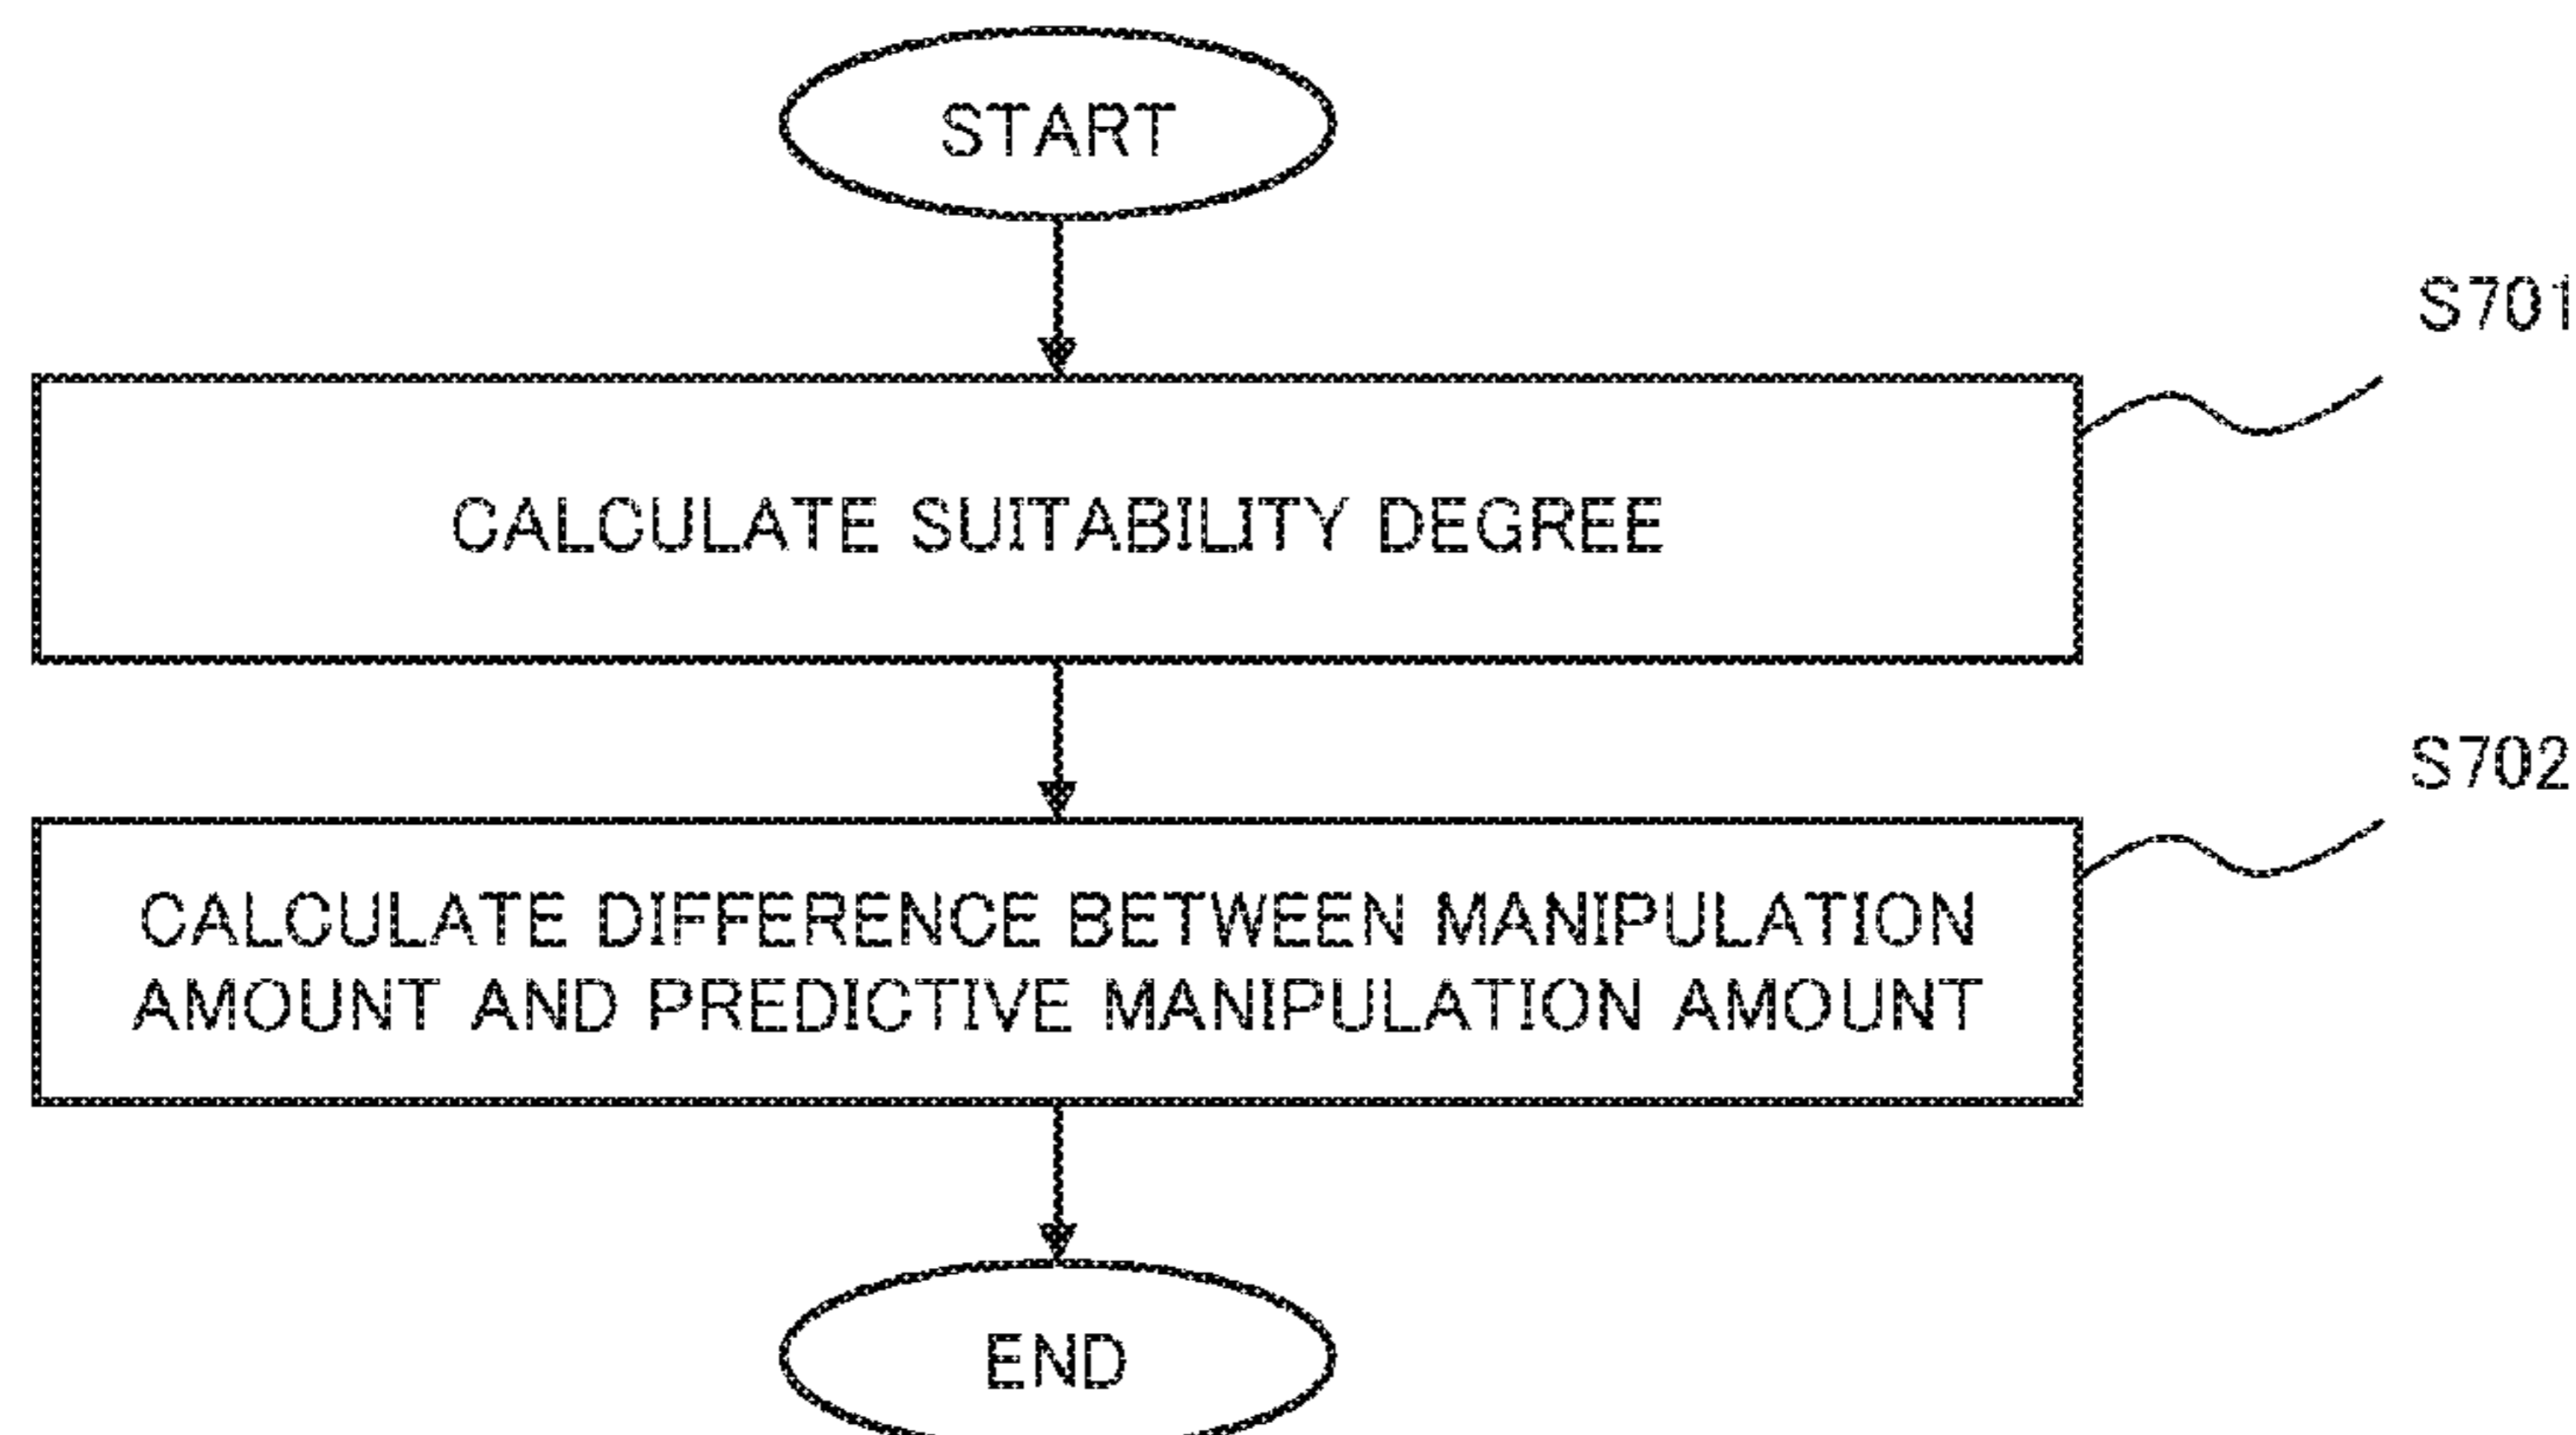 START
S701
CALCULATE SUITABILITY DEGREE
S702
CALCULATE DIFFERENCE BETWEEN MANIPULATION
AMOUNT AND PREDICTIVE MANIPULATION AMOUNT
END